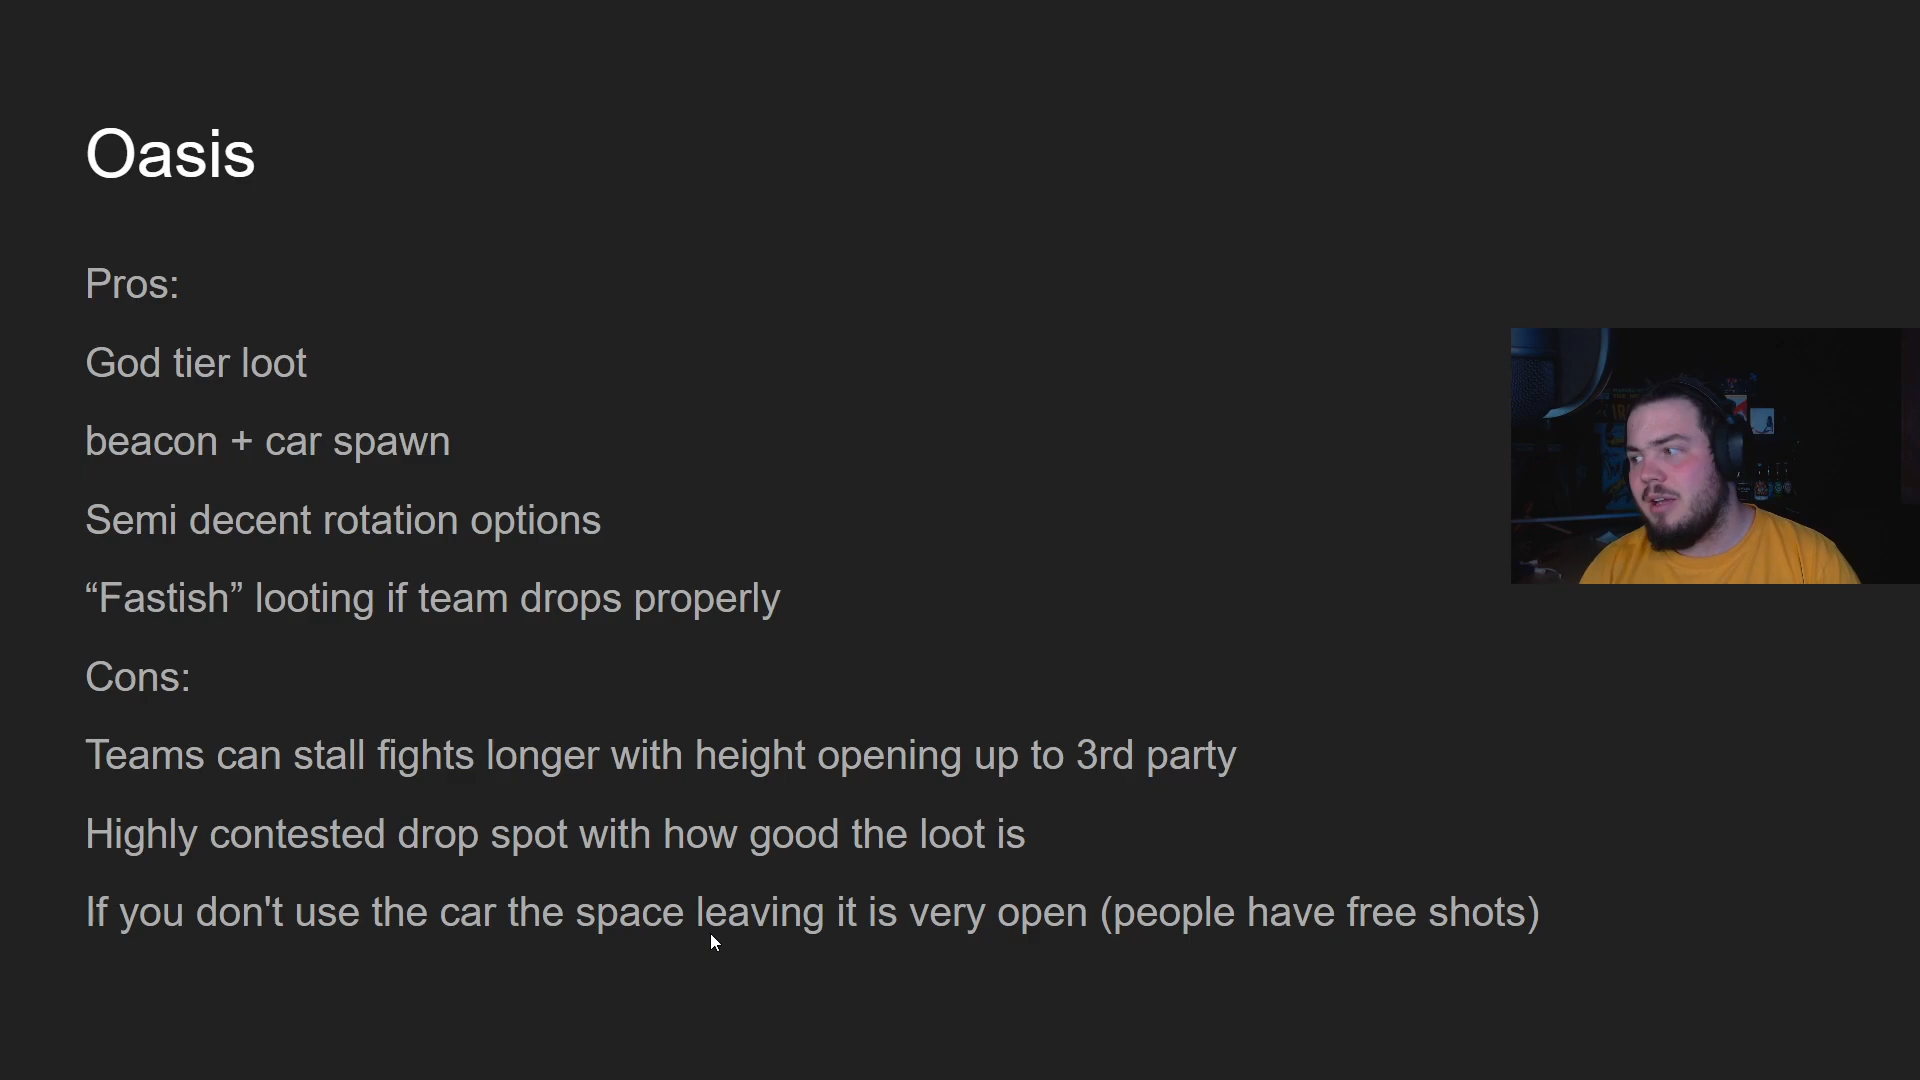 Oasis
Pros:
God tier loot
beacon + car spawn
Semi decent rotation options
“Fastish” looting if team drops properly
Cons:
Teams can stall fights longer with height opening up to 3rd party
Highly contested drop spot with how good the loot is
If you don't use the car the space leaving it is very open (people have free shots)